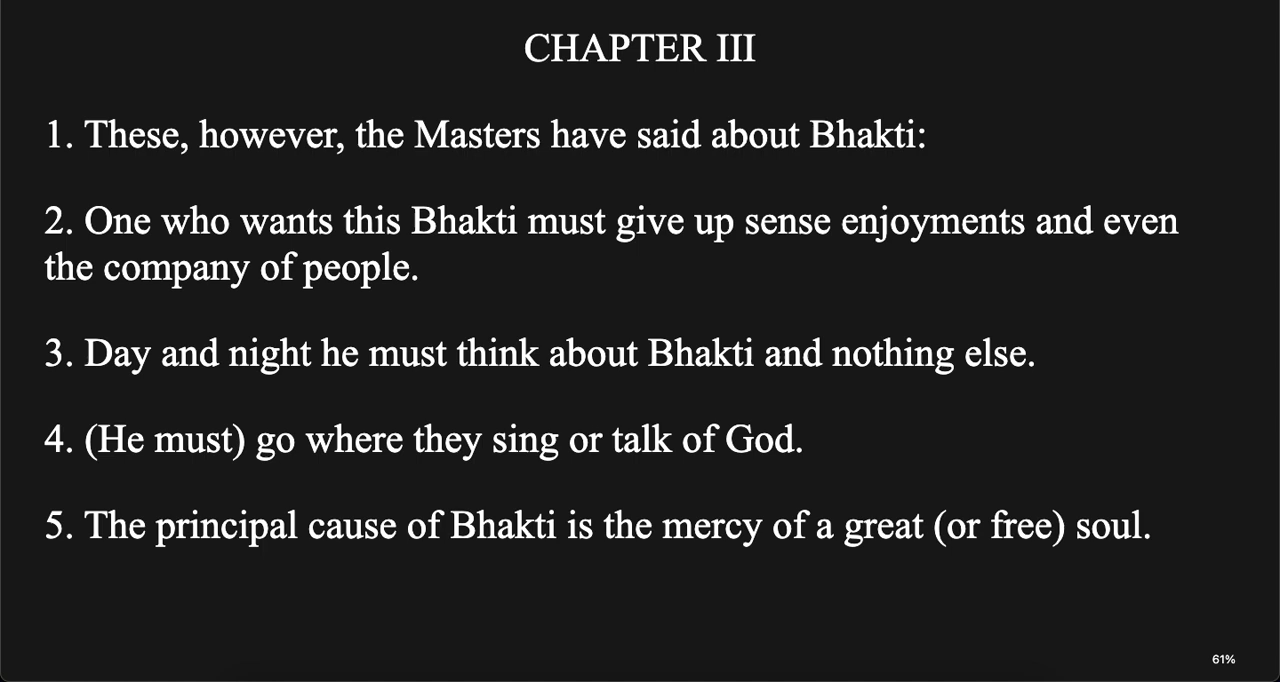 CHAPTER III
1. These, however, the Masters have said about Bhakti:
2. One who wants this Bhakti must give up sense enjoyments and even
the company of people.
3. Day and night he must think about Bhakti and nothing else.
4. (He must) go where they sing or talk of God.
5. The principal cause of Bhakti is the mercy of a great (or free) soul.
61%